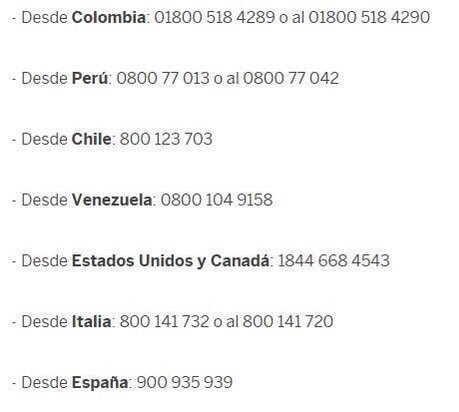 - Desde Colombia: 01800 518 4289 o al 01800 518 4290
- Desde Perú: 0800 77 013 o al 0800 77 042
- Desde Chile: 800 123 703
- Desde Venezuela: 0800 104 9158
- Desde Estados Unidos y Canadá: 1844 668 4543
- Desde Italia: 800 141 732 o al 800 141 720
- Desde España: 900 935 939